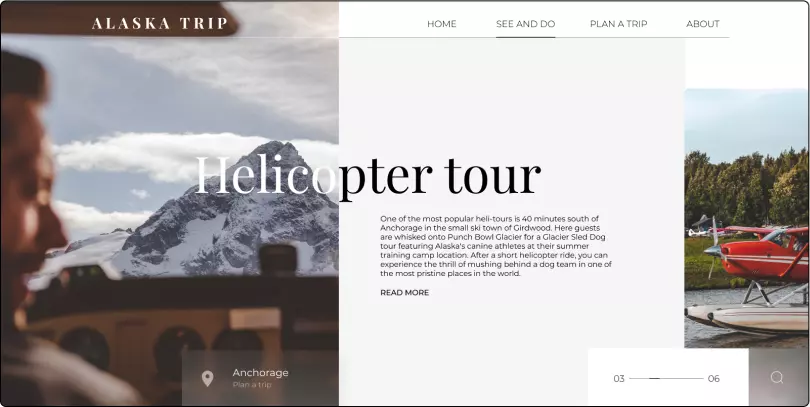 ALASKA TRIP
HOME
SEE AND DO
PLAN A TRIP
ABOUT
Helicopter tour
One of the most popular heli-tours is 40 minutes south of
Anchorage in the small ski town of Girdwood. Here guests
are whisked onto Punch Bowl Glacier for a Glacier Sled Dog
tour featuring Alaska's canine athletes at their summer
training camp location. After a short helicopter ride, you can
experience the thrill of mushing behind a dog team in one of
the most pristine places in the world.
READ MORE
Anchorage
Plan a trip
03
06